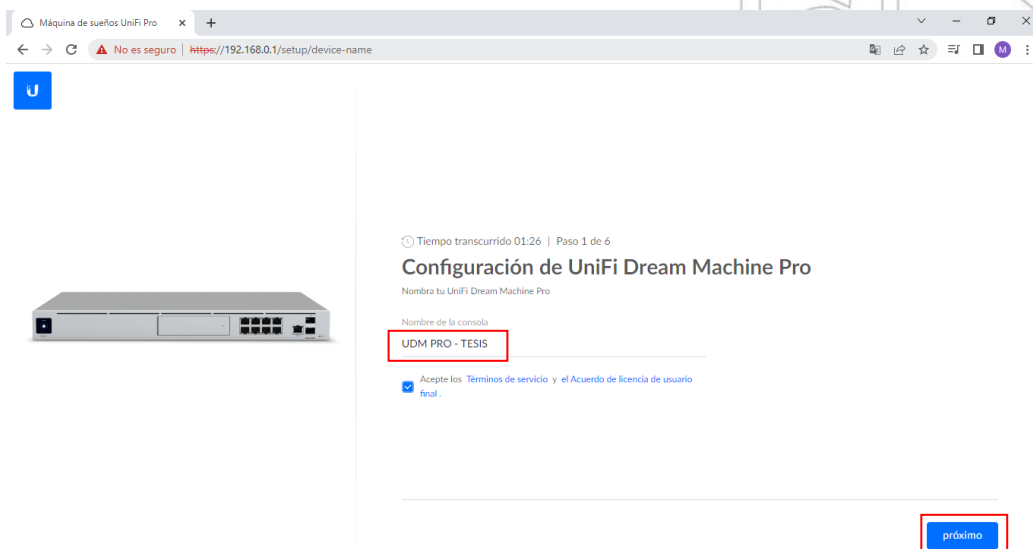 Máquina de sueños UniFi Pro
No es seguro | https://192.168.0.1/setup/device-name
M
Tiempo transcurrido 01:26 | Paso 1 de 6
Configuración de UniFi Dream Machine Pro
Nombra tu UniFi Dream Machine Pro
Nombre de la consola
UDM PRO - TESIS
Acepte los Términos de servicio y el Acuerdo de licencia de usuario
final .
próximo